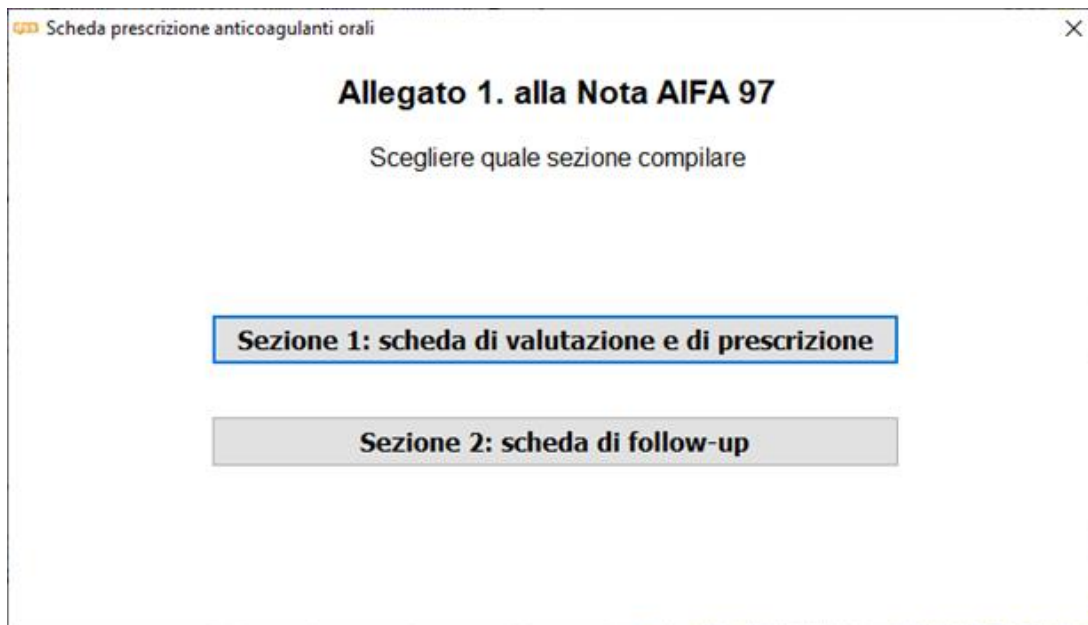 Scheda prescrizione anticoagulanti orali
Allegato 1. alla Nota AIFA 97
Scegliere quale sezione compilare
Sezione 1: scheda di valutazione e di prescrizione
Sezione 2: scheda di follow-up